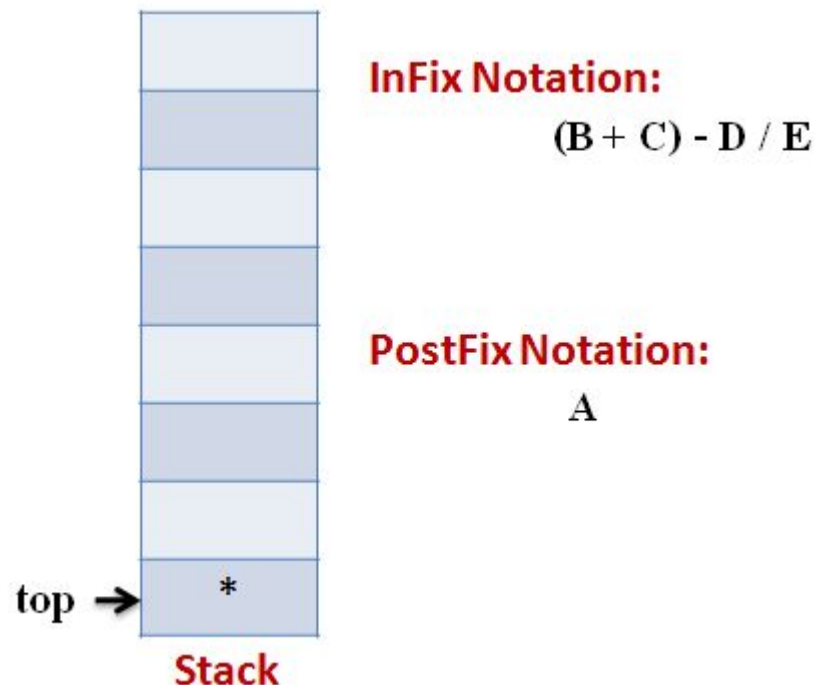 InFix Notation:
(B + C) - D / E
PostFix Notation:
A
top
*
Stack